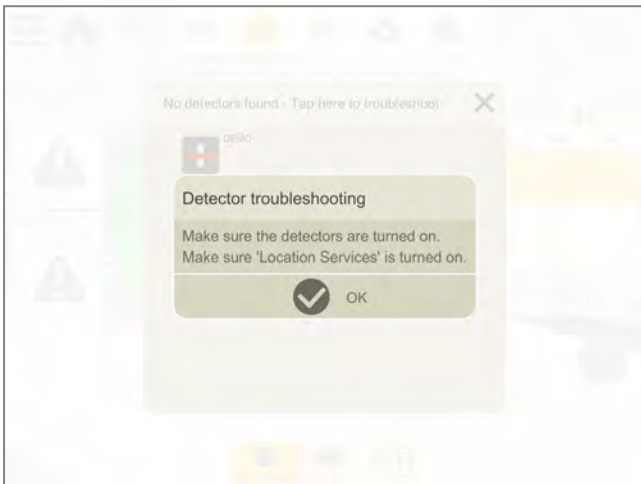 No detectors found - Tap here to troubleshoot
DEMO
Detector troubleshooting
Make sure the detectors are turned on.
Make sure 'Location Services' is turned on.
OK